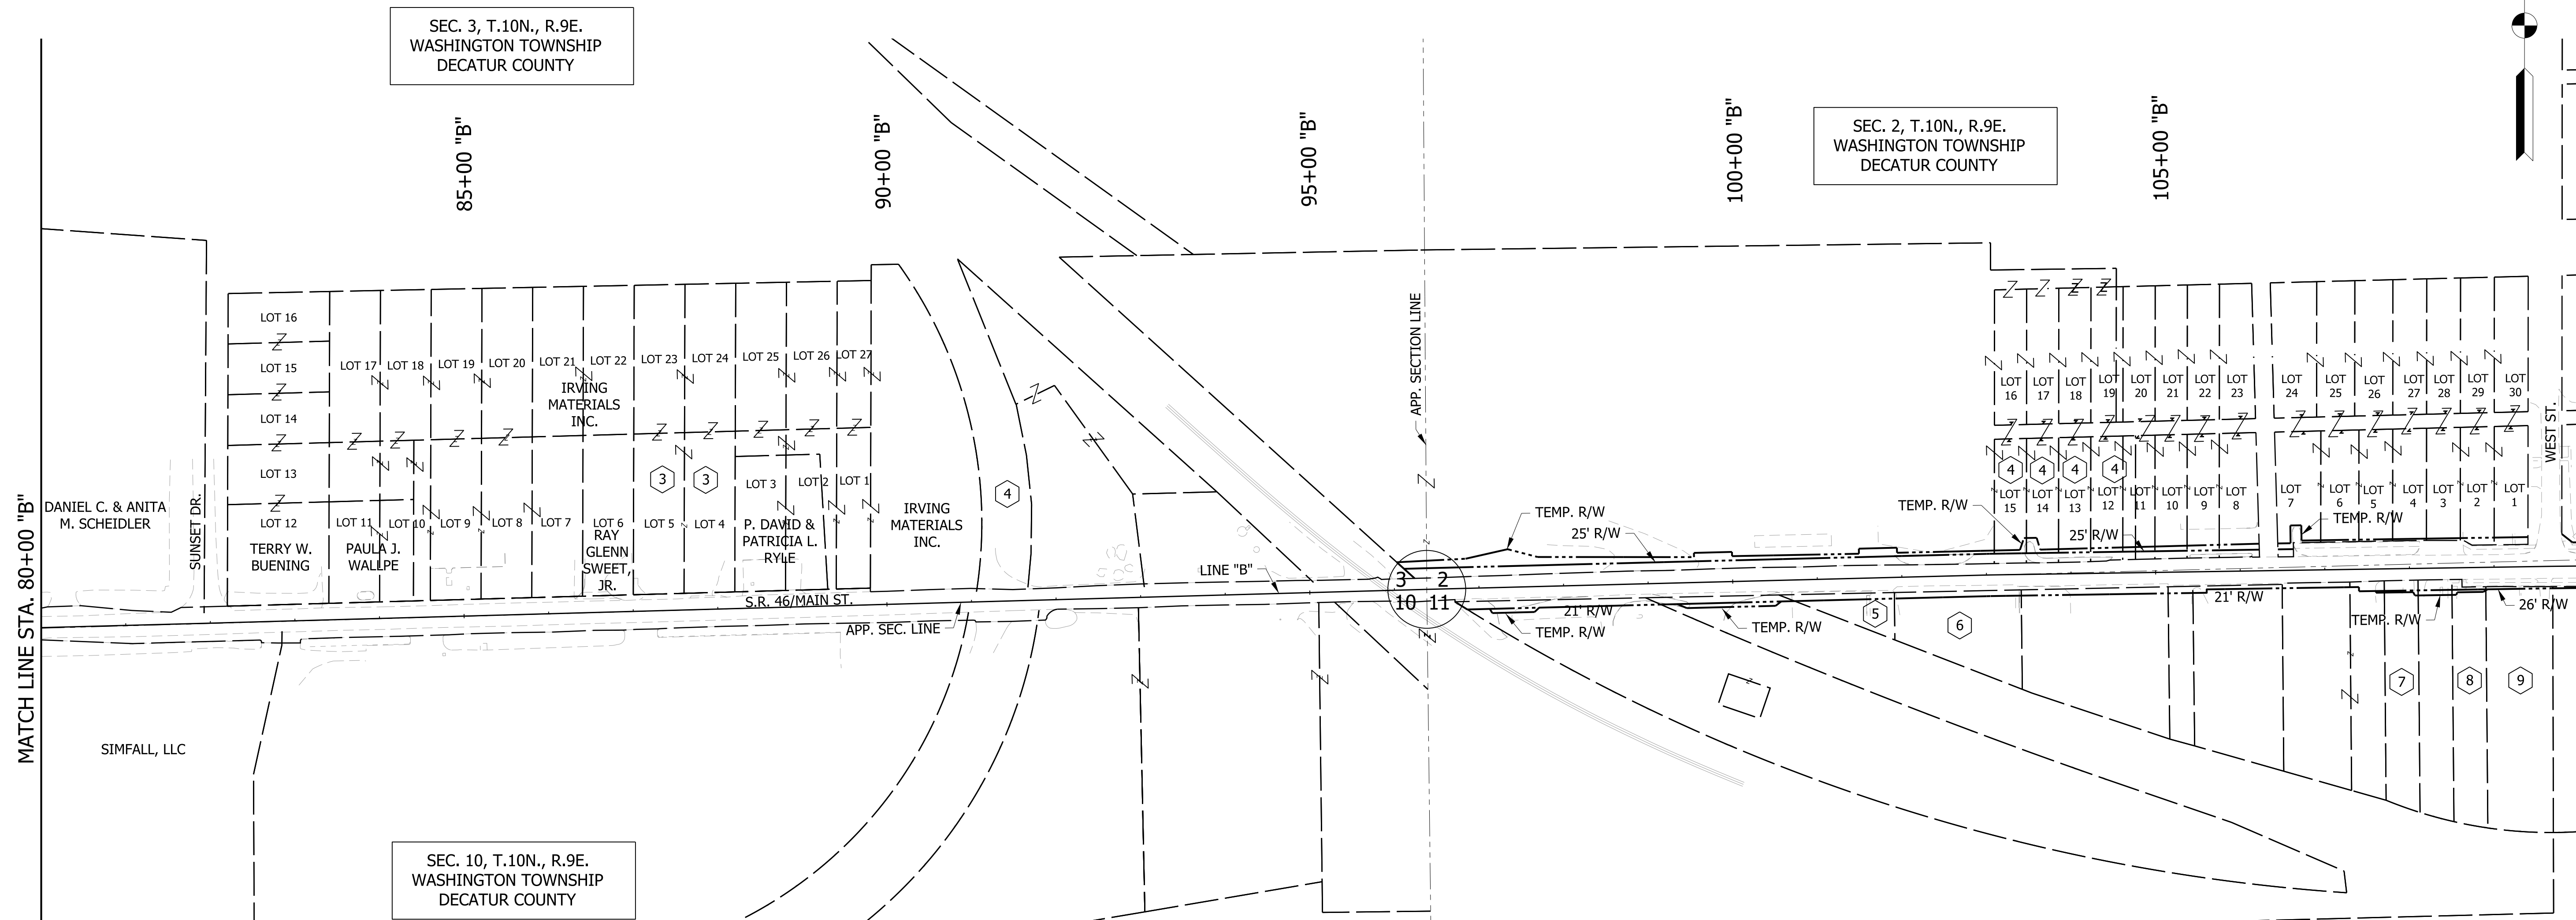 SEC. 3, T.10N., R.9E.
WASHINGTON TOWNSHIP
DECATUR COUNTY
SEC. 2, T.10N., R.9E.
WASHINGTON TOWNSHIP
DECATUR COUNTY
85+00 "B"
90+00 "B"
95+00 "B"
100+00 "B"
105+00 "B"
MATCH LINE STA. 80+00 "B"
DANIEL C. & ANITA
M. SCHEIDLER
SUNSET DR.
LOT 16
LOT 15
LOT 14
LOT 13
LOT 12
TERRY W.
BUENING
LOT 17
LOT 18
LOT 19
LOT 20
LOT 21
LOT 22
LOT 23
LOT 24
LOT 25
LOT 26
LOT 27
IRVING
MATERIALS
INC.
3
3
LOT 11
LOT 10
LOT 9
LOT 8
LOT 7
LOT 6
LOT 5
LOT 4
LOT 3
LOT 2
LOT 1
PAULA J.
WALLPE
RAY
GLENN
SWEET,
JR.
P. DAVID &
PATRICIA L.
RYLE
IRVING
MATERIALS
INC.
4
S.R. 46/MAIN ST.
APP. SEC. LINE
LINE "B"
APP. SECTION LINE
3
2
10
11
TEMP. R/W
25' R/W
TEMP. R/W
21' R/W
TEMP. R/W
TEMP. R/W
25' R/W
LOT
16
LOT
17
LOT
18
LOT
19
LOT
20
LOT
21
LOT
22
LOT
23
LOT
24
LOT
25
LOT
26
LOT
27
LOT
28
LOT
29
LOT
30
4
4
4
4
LOT
15
LOT
14
LOT
13
LOT
12
LOT
11
LOT
10
LOT
9
LOT
8
LOT
7
LOT
6
LOT
5
LOT
4
LOT
3
LOT
2
LOT
1
TEMP. R/W
WEST ST.
5
6
21' R/W
TEMP. R/W
26' R/W
7
8
9
SIMFALL, LLC
SEC. 10, T.10N., R.9E.
WASHINGTON TOWNSHIP
DECATUR COUNTY